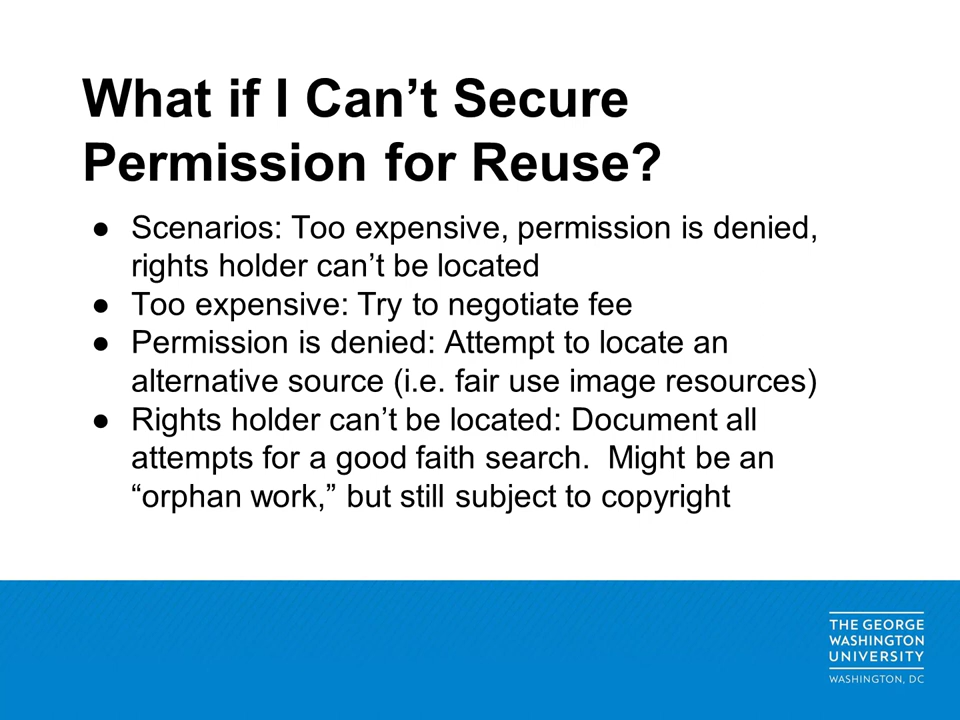 What if I Can’t Secure
Permission for Reuse?
● Scenarios: Too expensive, permission is denied,
rights holder can’t be located
● Too expensive: Try to negotiate fee
● Permission is denied: Attempt to locate an
alternative source (i.e. fair use image resources)
● Rights holder can’t be located: Document all
attempts for a good faith search.  Might be an
“orphan work,” but still subject to copyright
THE GEORGE
WASHINGTON
UNIVERSITY
WASHINGTON, DC